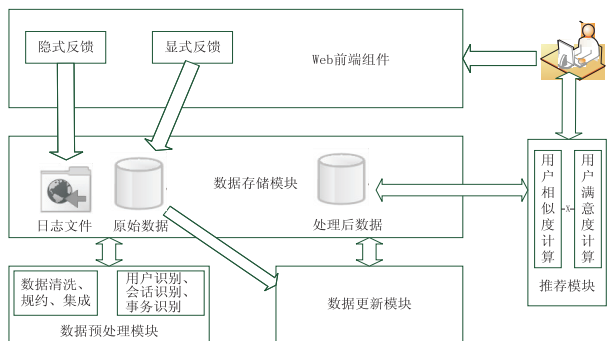 隐式反馈
显式反馈
Web前端组件
数据存储模块
日志文件
原始数据
处理后数据
用户相似度计算
-x-
用户满意度计算
推荐模块
数据清洗、
规约、集成
用户识别、
会话识别、
事务识别
数据预处理模块
数据更新模块